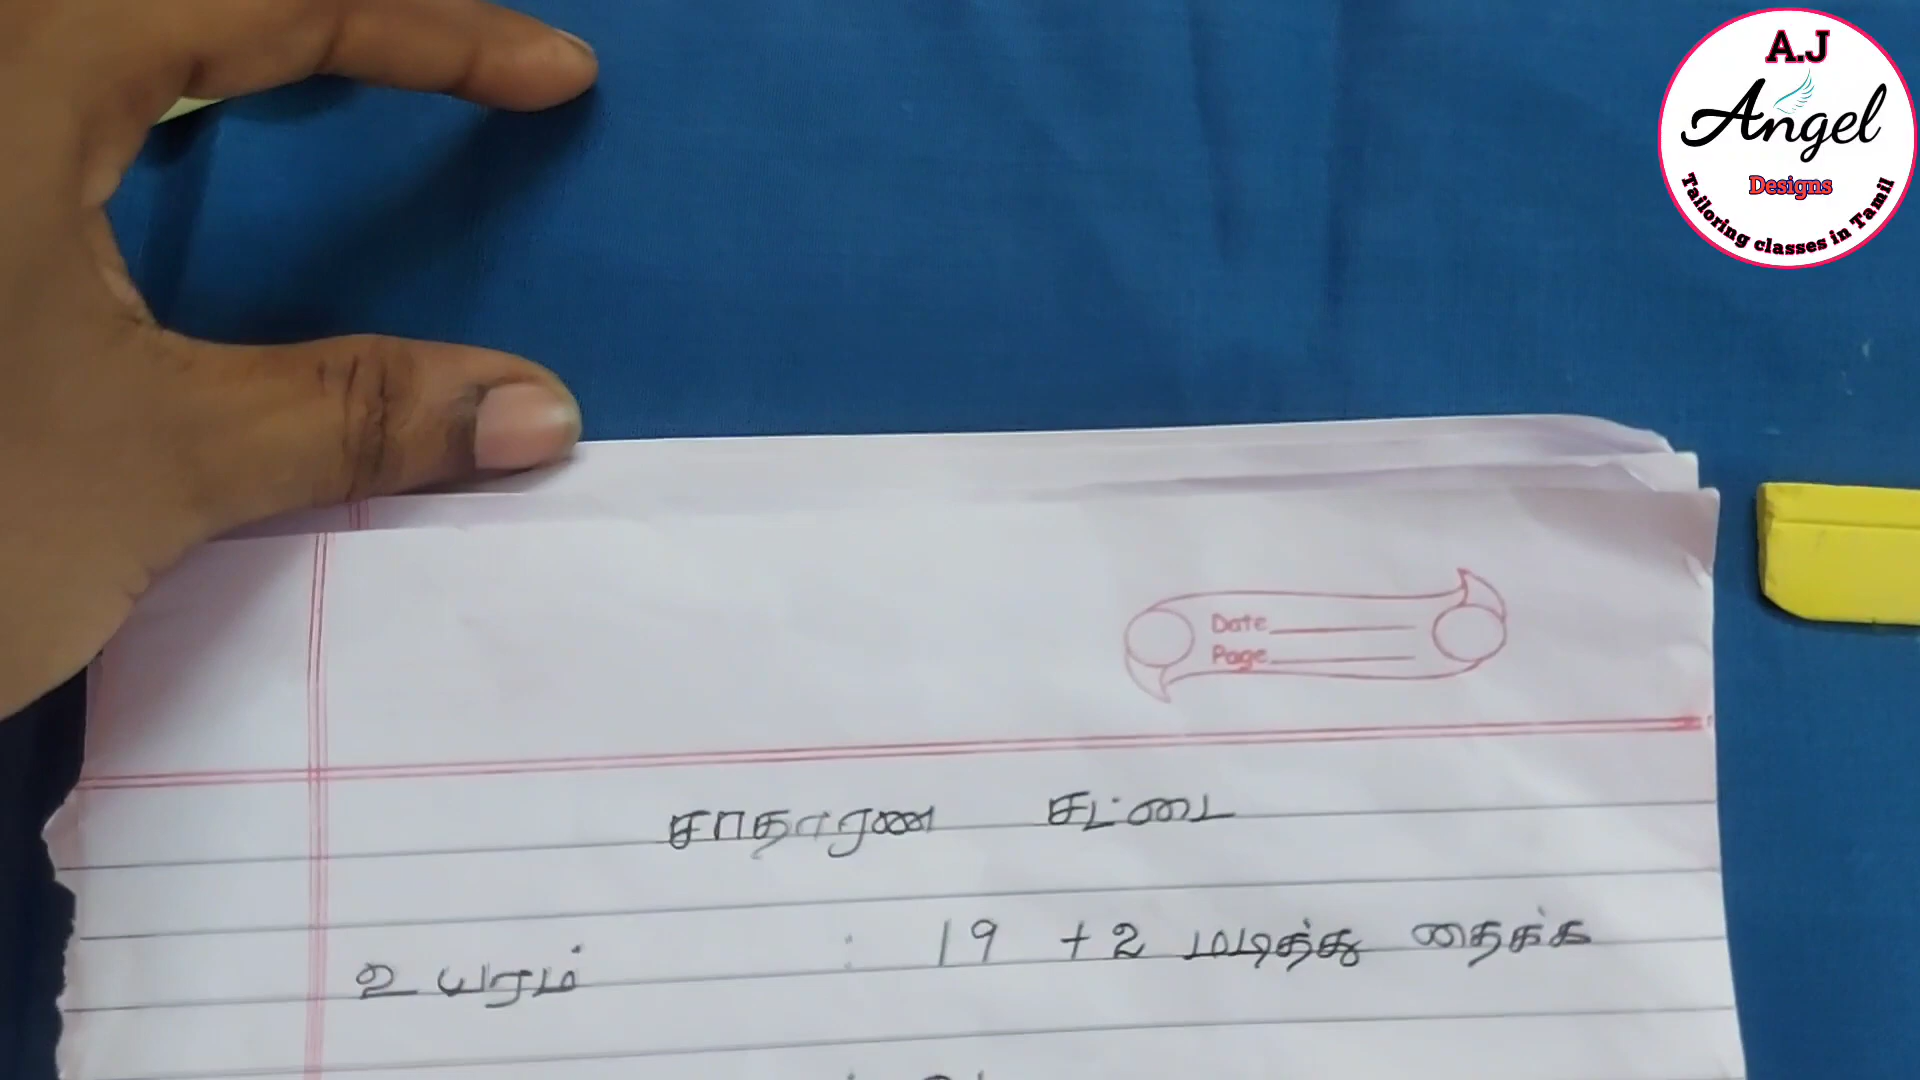 A.J
Angel
Designs
Tailoring classes in Tamil
Date
Page
சாதாரண சட்டை
உயரம் : 19 +2 மடித்து தைக்க